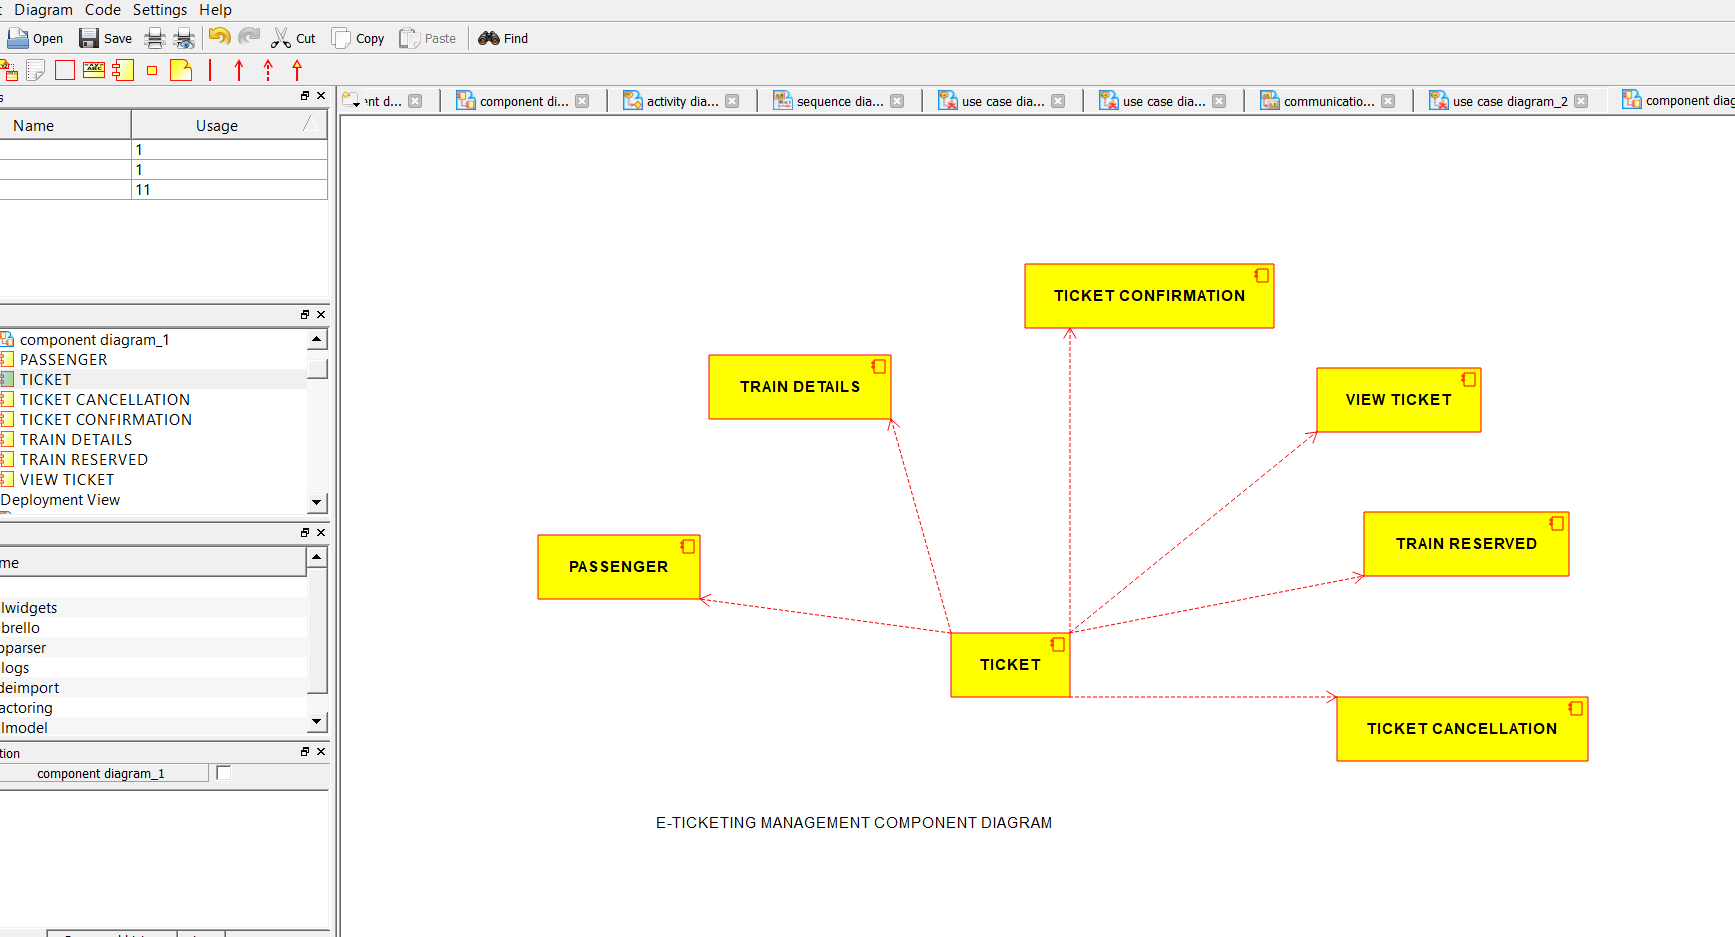 Diagram Code Settings Help
Open Save Cut Copy Paste Find
component di... activity dia... sequence dia... use case dia... use case dia... communicatio... use case diagram_2 component diag
Name Usage
1
1
11
component diagram_1
PASSENGER
TICKET
TICKET CANCELLATION
TICKET CONFIRMATION
TRAIN DETAILS
TRAIN RESERVED
VIEW TICKET
Deployment View
me
lwidgets
brello
pparser
logs
deimport
actoring
lmodel
tion
component diagram_1
TICKET CONFIRMATION
TRAIN DETAILS
VIEW TICKET
TRAIN RESERVED
PASSENGER
TICKET
TICKET CANCELLATION
E-TICKETING MANAGEMENT COMPONENT DIAGRAM